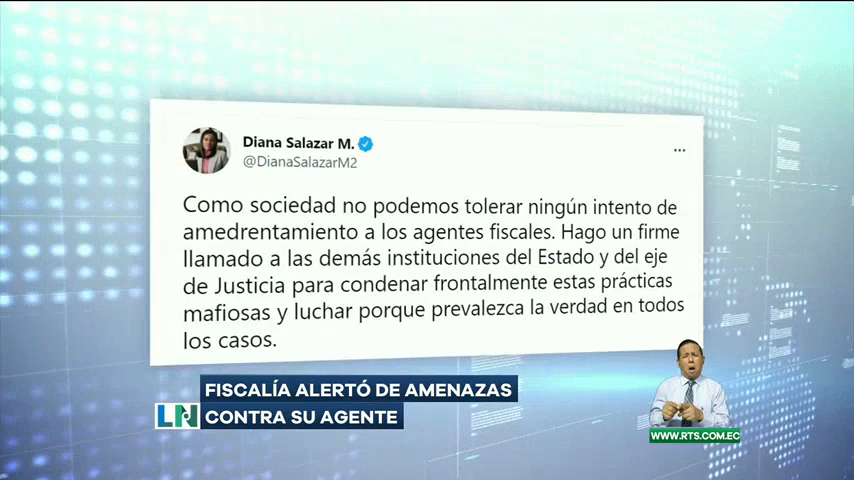 Diana Salazar M.
@DianaSalazarM2
Como sociedad no podemos tolerar ningún intento de
amedrentamiento a los agentes fiscales. Hago un firme
llamado a las demás instituciones del Estado y del eje
de Justicia para condenar frontalmente estas prácticas
mafiosas y luchar porque prevalezca la verdad en todos
los casos.
FISCALÍA ALERTÓ DE AMENAZAS
LN CONTRA SU AGENTE
WWW.RTS.COM.EC